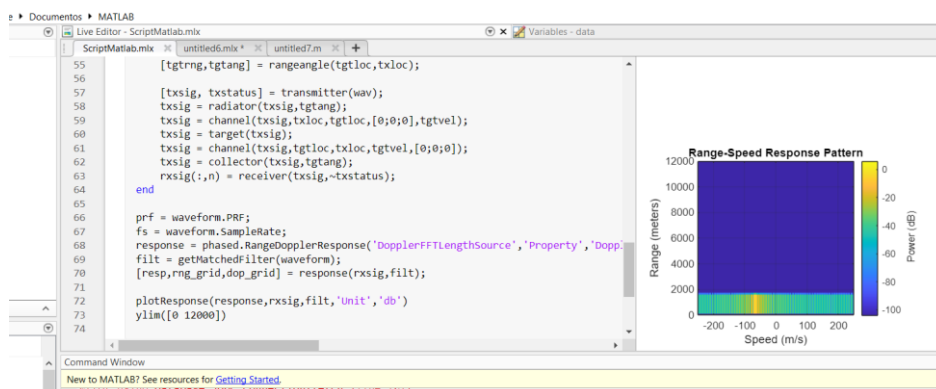 Documentos ▸ MATLAB
Live Editor - ScriptMatlab.mlx
Variables - data
ScriptMatlab.mlx
untitled6.mlx *
untitled7.m
55 [tgtrng,tgtang] = rangeangle(tgtloc,txloc);
56
57 [txsig, txstatus] = transmitter(wav);
58 txsig = radiator(txsig,tgtang);
59 txsig = channel(txsig,txloc,tgtloc,[0;0;0],tgtvel);
60 txsig = target(txsig);
61 txsig = channel(txsig,tgtloc,txloc,tgtvel,[0;0;0]);
62 txsig = collector(txsig,tgtang);
63 rxsig(:,n) = receiver(txsig,~txstatus);
64 end
65
66 prf = waveform.PRF;
67 fs = waveform.SampleRate;
68 response = phased.RangeDopplerResponse('DopplerFFTLengthSource','Property','Doppl
69 filt = getMatchedFilter(waveform);
70 [resp,rng_grid,dop_grid] = response(rxsig,filt);
71
72 plotResponse(response,rxsig,filt,'Unit','db')
73 ylim([0 12000])
74
Range-Speed Response Pattern
12000
10000
8000
6000
4000
2000
0
Range (meters)
-200 -100 0 100 200
Speed (m/s)
0
-20
-40
-60
-80
-100
Power (dB)
Command Window
New to MATLAB? See resources for Getting Started.